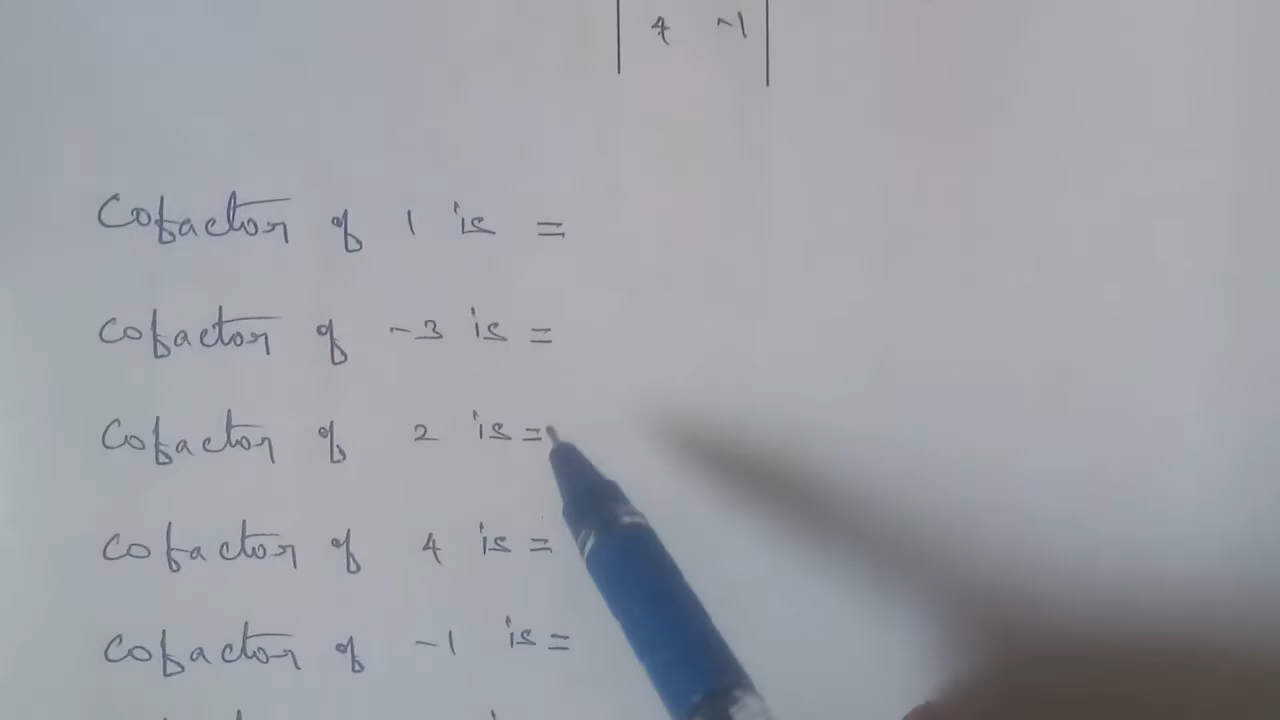 4 -1
Cofactor of 1 is =
Cofactor of -3 is =
Cofactor of 2 is =
Cofactor of 4 is =
Cofactor of -1 is =